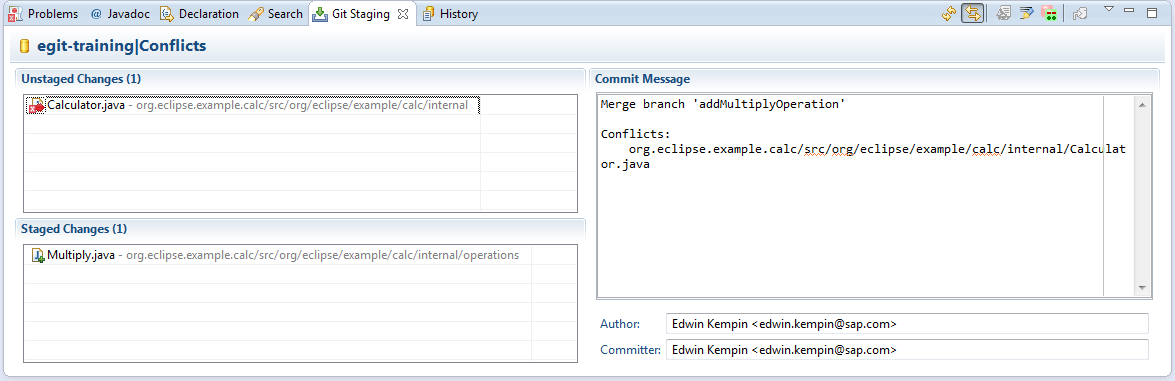 Problems @ Javadoc Declaration Search Git Staging History
egit-training|Conflicts
Unstaged Changes (1)
Calculator.java - org.eclipse.example.calc/src/org/eclipse/example/calc/internal
Staged Changes (1)
Multiply.java - org.eclipse.example.calc/src/org/eclipse/example/calc/internal/operations
Commit Message
Merge branch 'addMultiplyOperation'
Conflicts:
org.eclipse.example.calc/src/org/eclipse/example/calc/internal/Calculat
or.java
Author: Edwin Kempin <edwin.kempin@sap.com>
Committer: Edwin Kempin <edwin.kempin@sap.com>